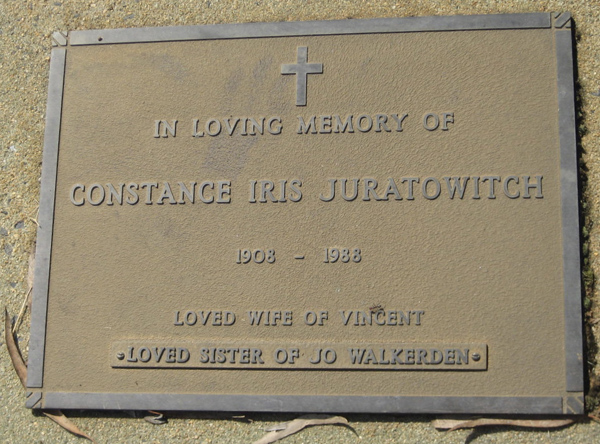 IN LOVING MEMORY OF
CONSTANCE IRIS JURATOWITCH
1908 - 1988
LOVED WIFE OF VINCENT
LOVED SISTER OF JO WALKERDEN